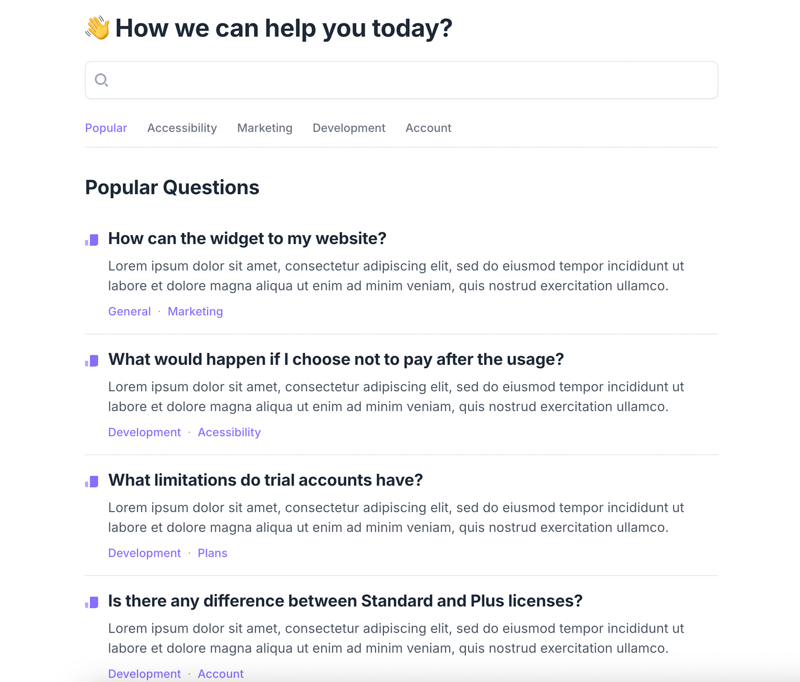 👋 How we can help you today?
Popular Accessibility Marketing Development Account
Popular Questions
How can the widget to my website?
Lorem ipsum dolor sit amet, consectetur adipiscing elit, sed do eiusmod tempor incididunt ut
labore et dolore magna aliqua ut enim ad minim veniam, quis nostrud exercitation ullamco.
General · Marketing
What would happen if I choose not to pay after the usage?
Lorem ipsum dolor sit amet, consectetur adipiscing elit, sed do eiusmod tempor incididunt ut
labore et dolore magna aliqua ut enim ad minim veniam, quis nostrud exercitation ullamco.
Development · Acessibility
What limitations do trial accounts have?
Lorem ipsum dolor sit amet, consectetur adipiscing elit, sed do eiusmod tempor incididunt ut
labore et dolore magna aliqua ut enim ad minim veniam, quis nostrud exercitation ullamco.
Development · Plans
Is there any difference between Standard and Plus licenses?
Lorem ipsum dolor sit amet, consectetur adipiscing elit, sed do eiusmod tempor incididunt ut
labore et dolore magna aliqua ut enim ad minim veniam, quis nostrud exercitation ullamco.
Development · Account